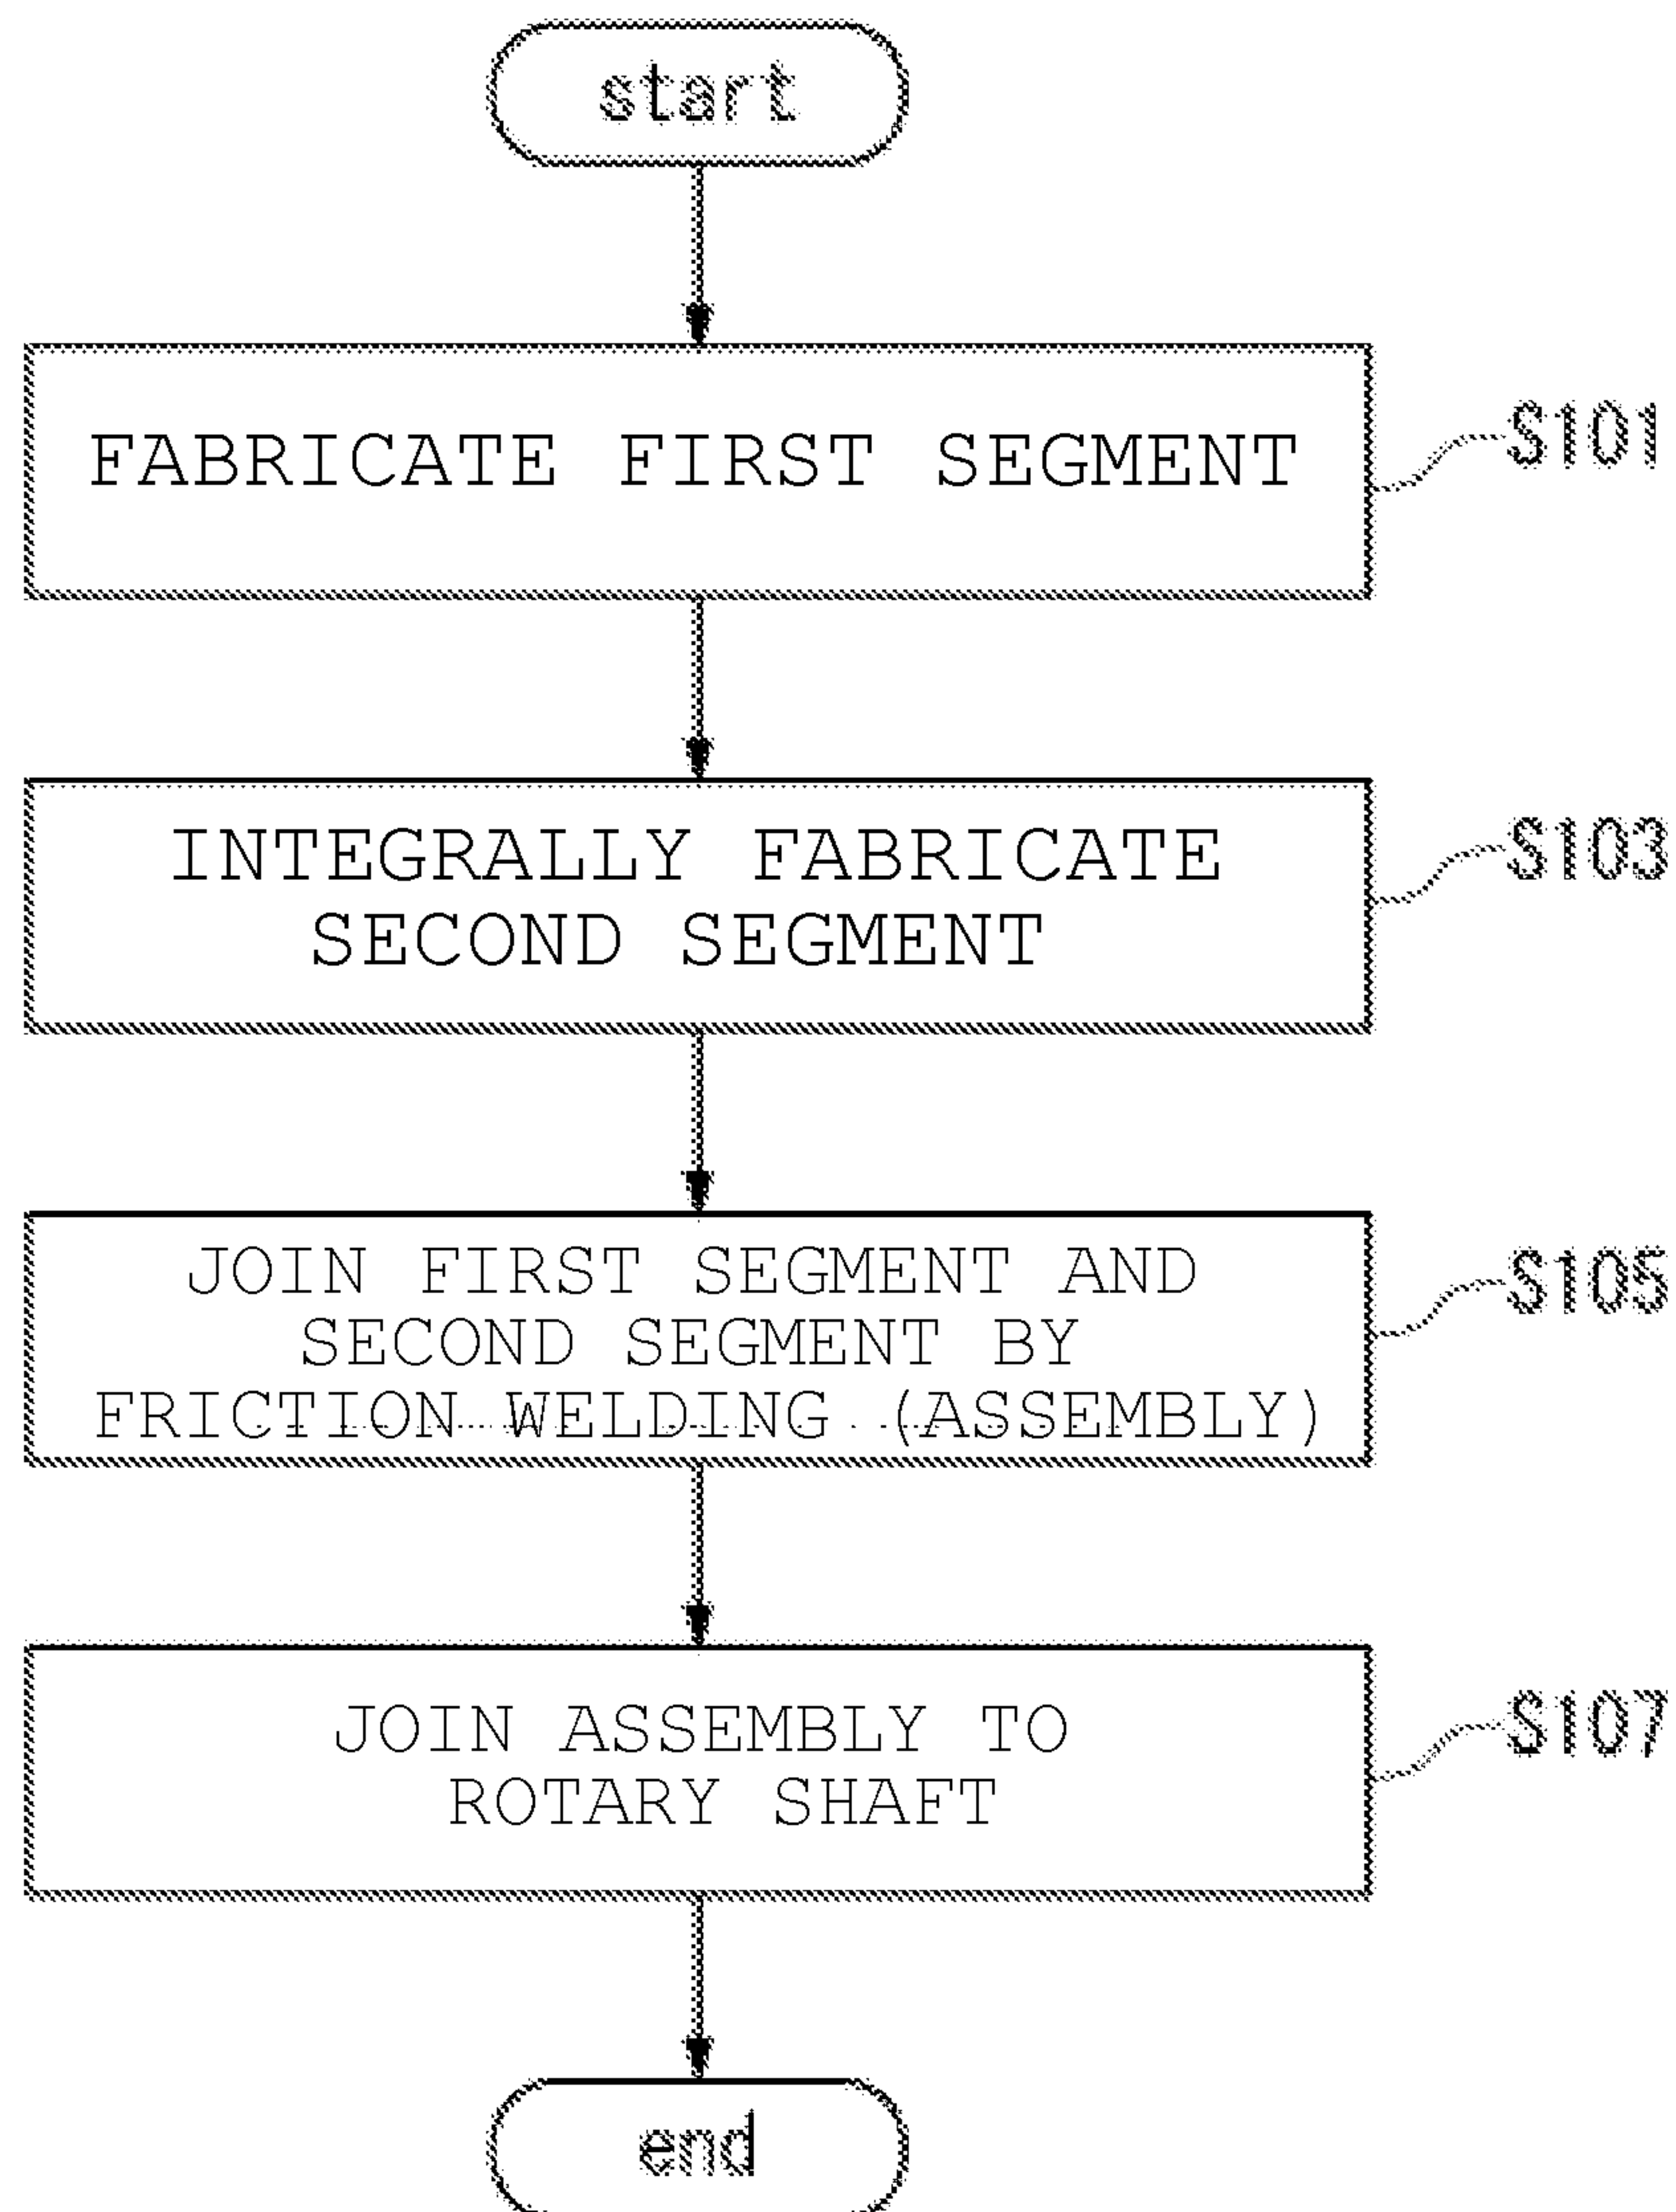 start
FABRICATE FIRST SEGMENT
S101
INTEGRALLY FABRICATE
SECOND SEGMENT
S103
JOIN FIRST SEGMENT AND
SECOND SEGMENT BY
FRICTION WELDING (ASSEMBLY)
S105
JOIN ASSEMBLY TO
ROTARY SHAFT
S107
end